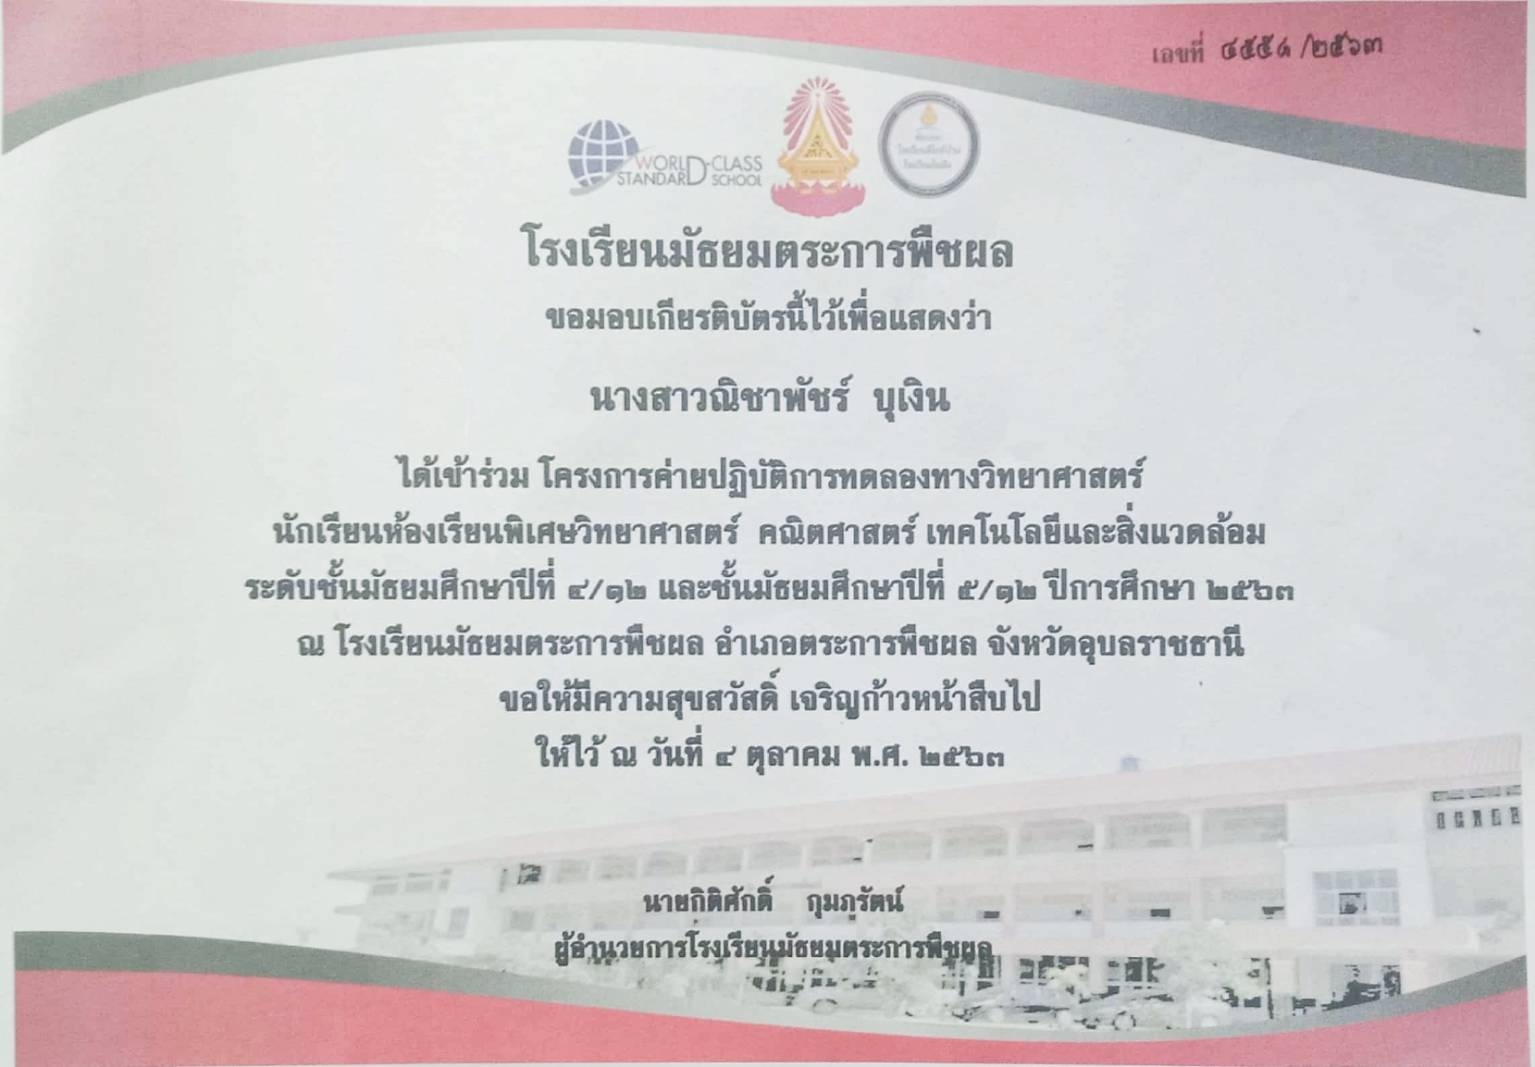 เลขที่ ๔๕๕๔ /๒๕๖๓
WORLD-CLASS
STANDARD SCHOOL
โรงเรียนมัธยมตระการพืชผล
ขอมอบเกียรติบัตรนี้ไว้เพื่อแสดงว่า
นางสาวณิชาพัชร์ บุเงิน
ได้เข้าร่วม โครงการค่ายปฏิบัติการทดลองทางวิทยาศาสตร์
นักเรียนห้องเรียนพิเศษวิทยาศาสตร์ คณิตศาสตร์ เทคโนโลยีและสิ่งแวดล้อม
ระดับชั้นมัธยมศึกษาปีที่ ๔/๑๒ และชั้นมัธยมศึกษาปีที่ ๕/๑๒ ปีการศึกษา ๒๕๖๓
ณ โรงเรียนมัธยมตระการพืชผล อำเภอตระการพืชผล จังหวัดอุบลราชธานี
ขอให้มีความสุขสวัสดิ์ เจริญก้าวหน้าสืบไป
ให้ไว้ ณ วันที่ ๔ ตุลาคม พ.ศ. ๒๕๖๓
นายกิติศักดิ์ กุมภรัตน์
ผู้อำนวยการโรงเรียนมัธยมตระการพืชผล